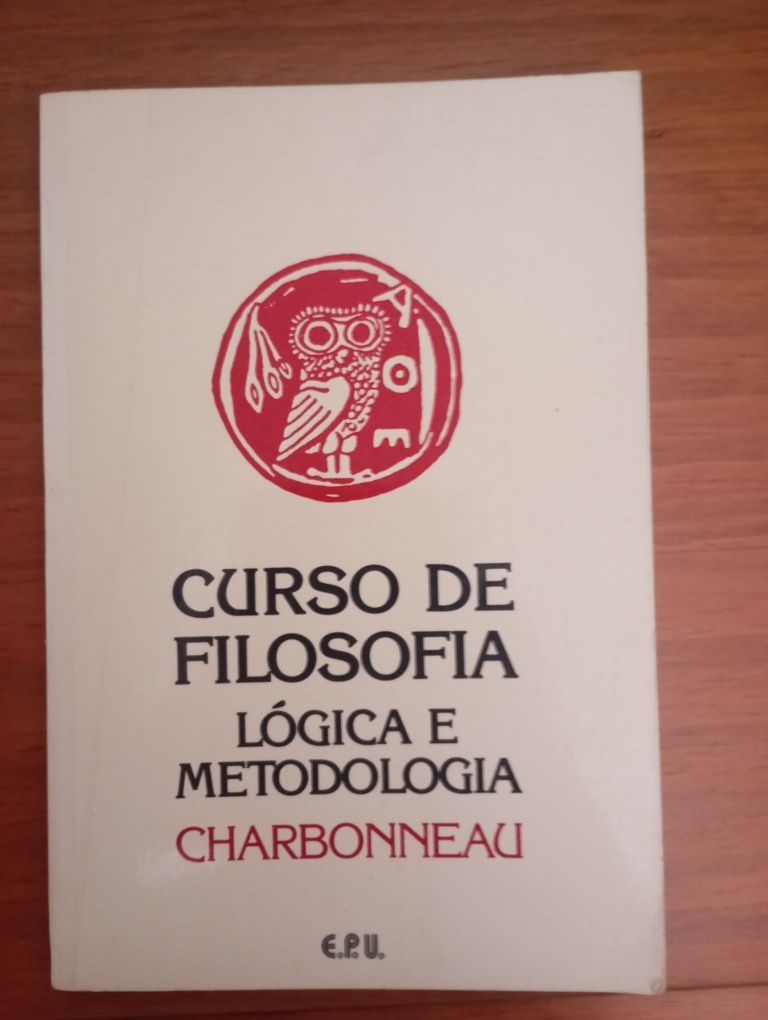 A
O
m
CURSO DE
FILOSOFIA
LÓGICA E
METODOLOGIA
CHARBONNEAU
E.P.U.